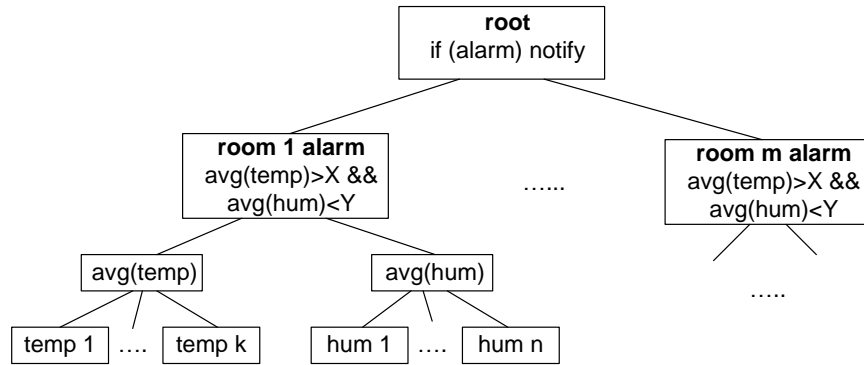 root
if (alarm) notify
room 1 alarm
avg(temp)>X &&
avg(hum)<Y
…...
room m alarm
avg(temp)>X &&
avg(hum)<Y
avg(temp)
avg(hum)
…..
temp 1
….
temp k
hum 1
….
hum n